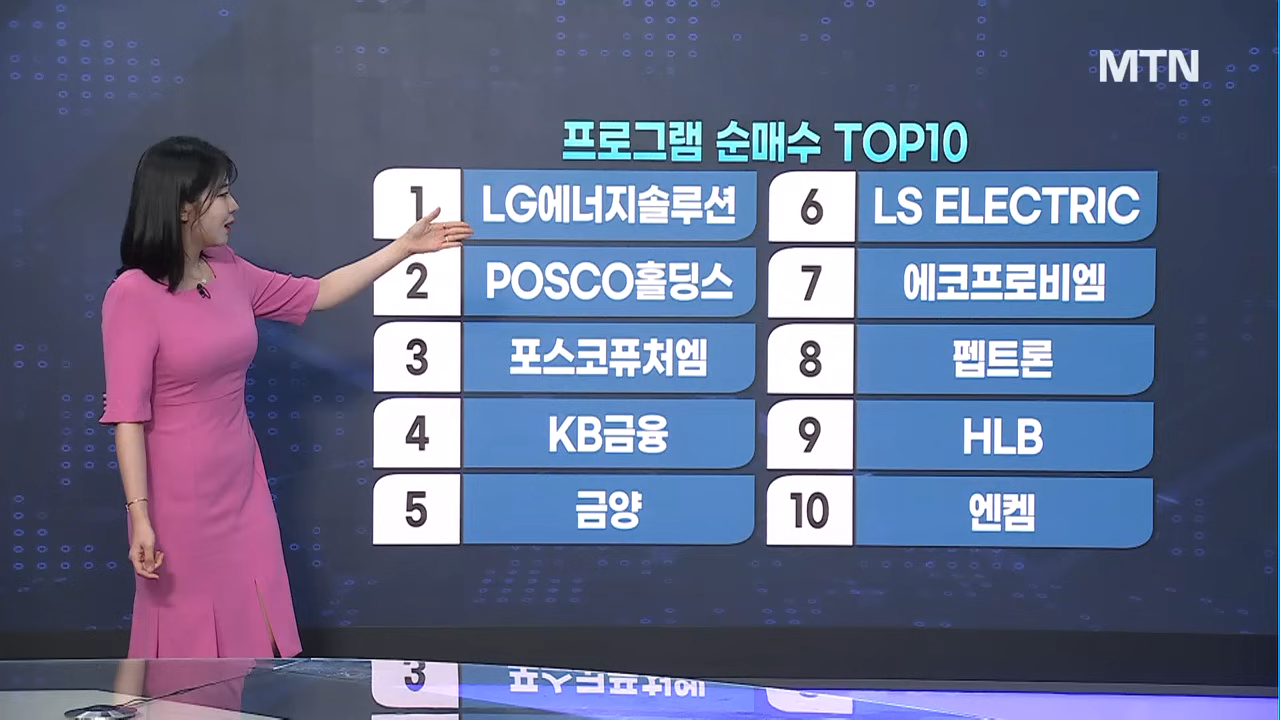 MTN
프로그램 순매수 TOP10
1 LG에너지솔루션
2 POSCO홀딩스
3 포스코퓨처엠
4 KB금융
5 금양
6 LS ELECTRIC
7 에코프로비엠
8 펩트론
9 HLB
10 엔켐